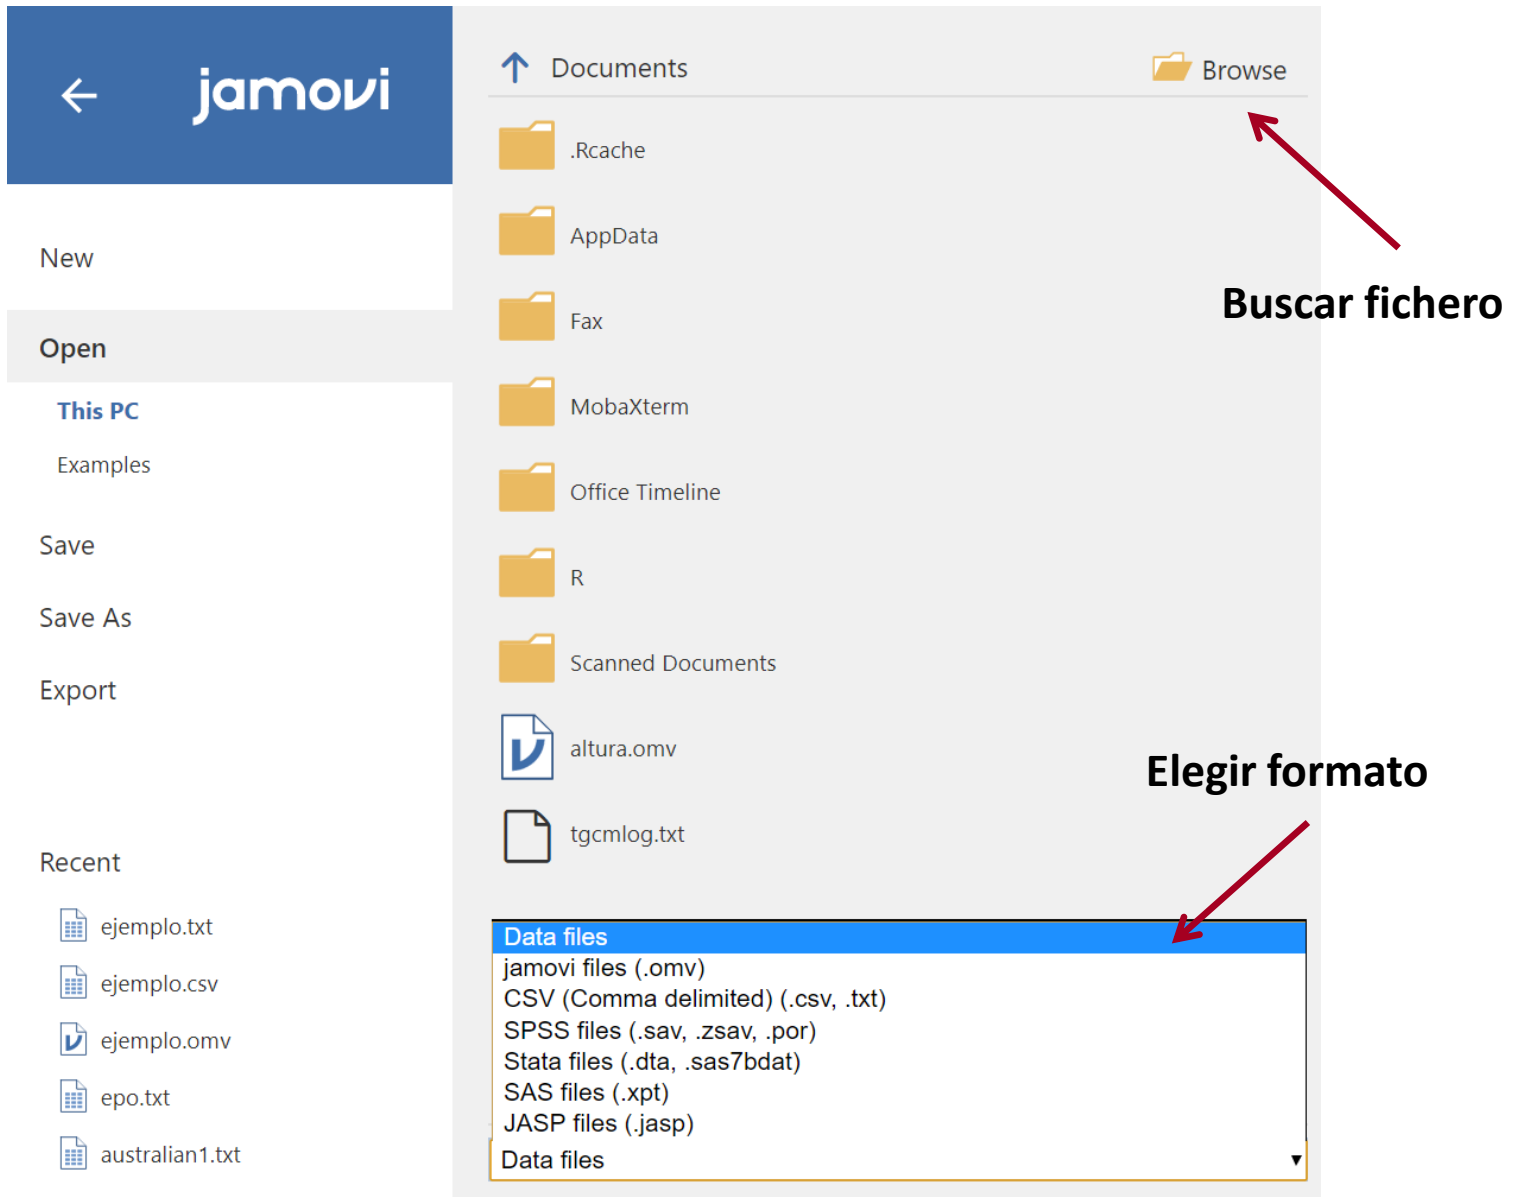 jamovi
New
Open
This PC
Examples
Save
Save As
Export
Recent
ejemplo.txt
ejemplo.csv
ejemplo.omv
epo.txt
australian1.txt
Documents
Browse
.Rcache
AppData
Fax
MobaXterm
Office Timeline
R
Scanned Documents
altura.omv
tgcmlog.txt
Data files
jamovi files (.omv)
CSV (Comma delimited) (.csv, .txt)
SPSS files (.sav, .zsav, .por)
Stata files (.dta, .sas7bdat)
SAS files (.xpt)
JASP files (.jasp)
Data files
Buscar fichero
Elegir formato